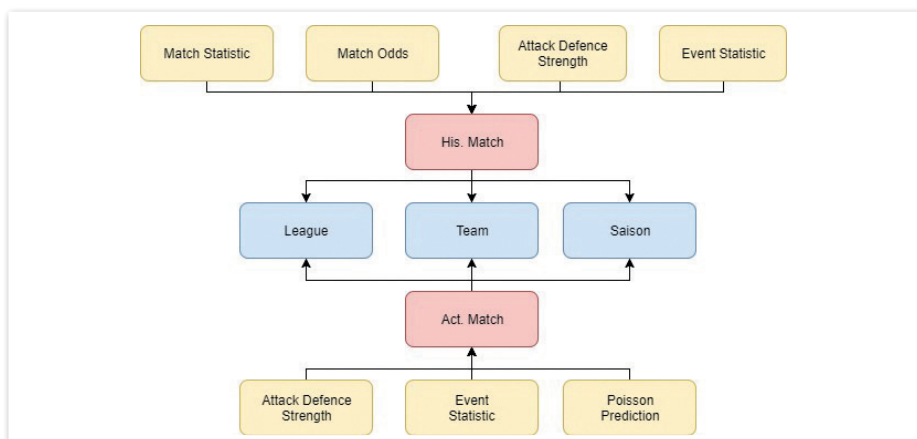 Match Statistic
Match Odds
Attack Defence
Strength
Event Statistic
His. Match
League
Team
Saison
Act. Match
Attack Defence
Strength
Event
Statistic
Poisson
Prediction